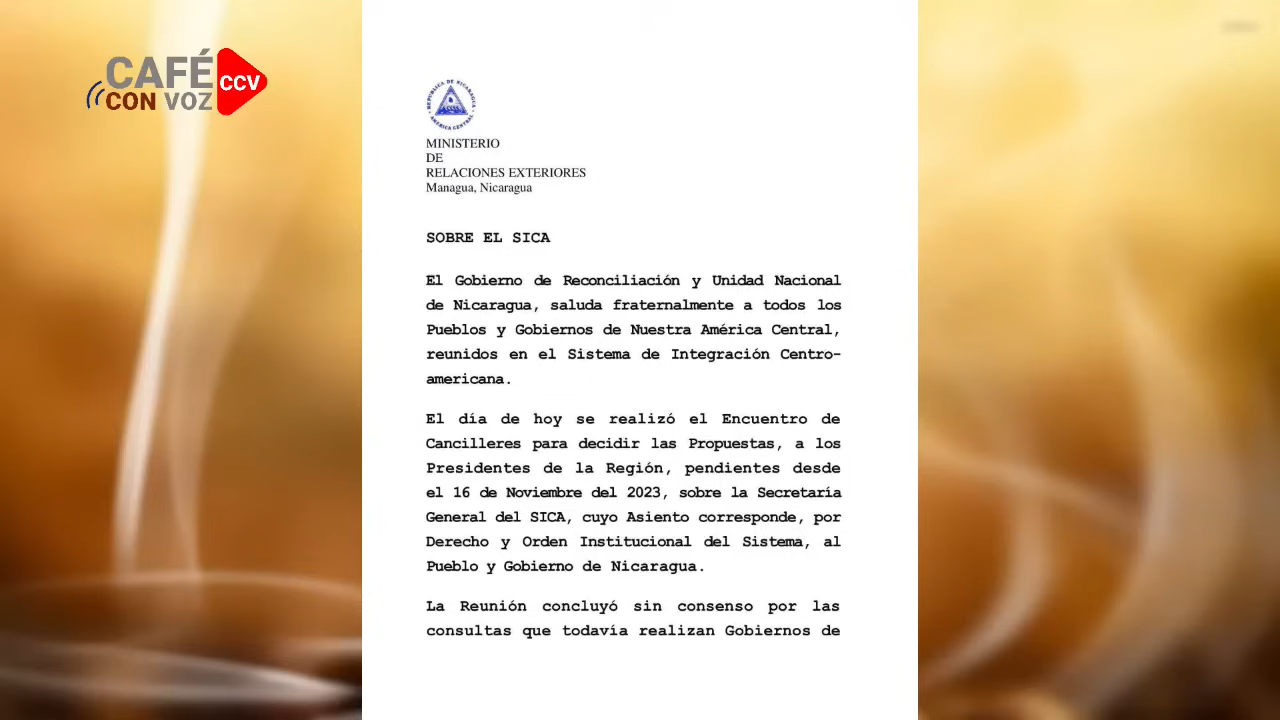 CAFÉ
CON VOZ
CCV
REPUBLICA DE NICARAGUA
AMERICA CENTRAL
MINISTERIO
DE
RELACIONES EXTERIORES
Managua, Nicaragua
SOBRE EL SICA
El Gobierno de Reconciliación y Unidad Nacional
de Nicaragua, saluda fraternalmente a todos los
Pueblos y Gobiernos de Nuestra América Central,
reunidos en el Sistema de Integración Centro-
americana.
El día de hoy se realizó el Encuentro de
Cancilleres para decidir las Propuestas, a los
Presidentes de la Región, pendientes desde
el 16 de Noviembre del 2023, sobre la Secretaría
General del SICA, cuyo Asiento corresponde, por
Derecho y Orden Institucional del Sistema, al
Pueblo y Gobierno de Nicaragua.
La Reunión concluyó sin consenso por las
consultas que todavía realizan Gobiernos de